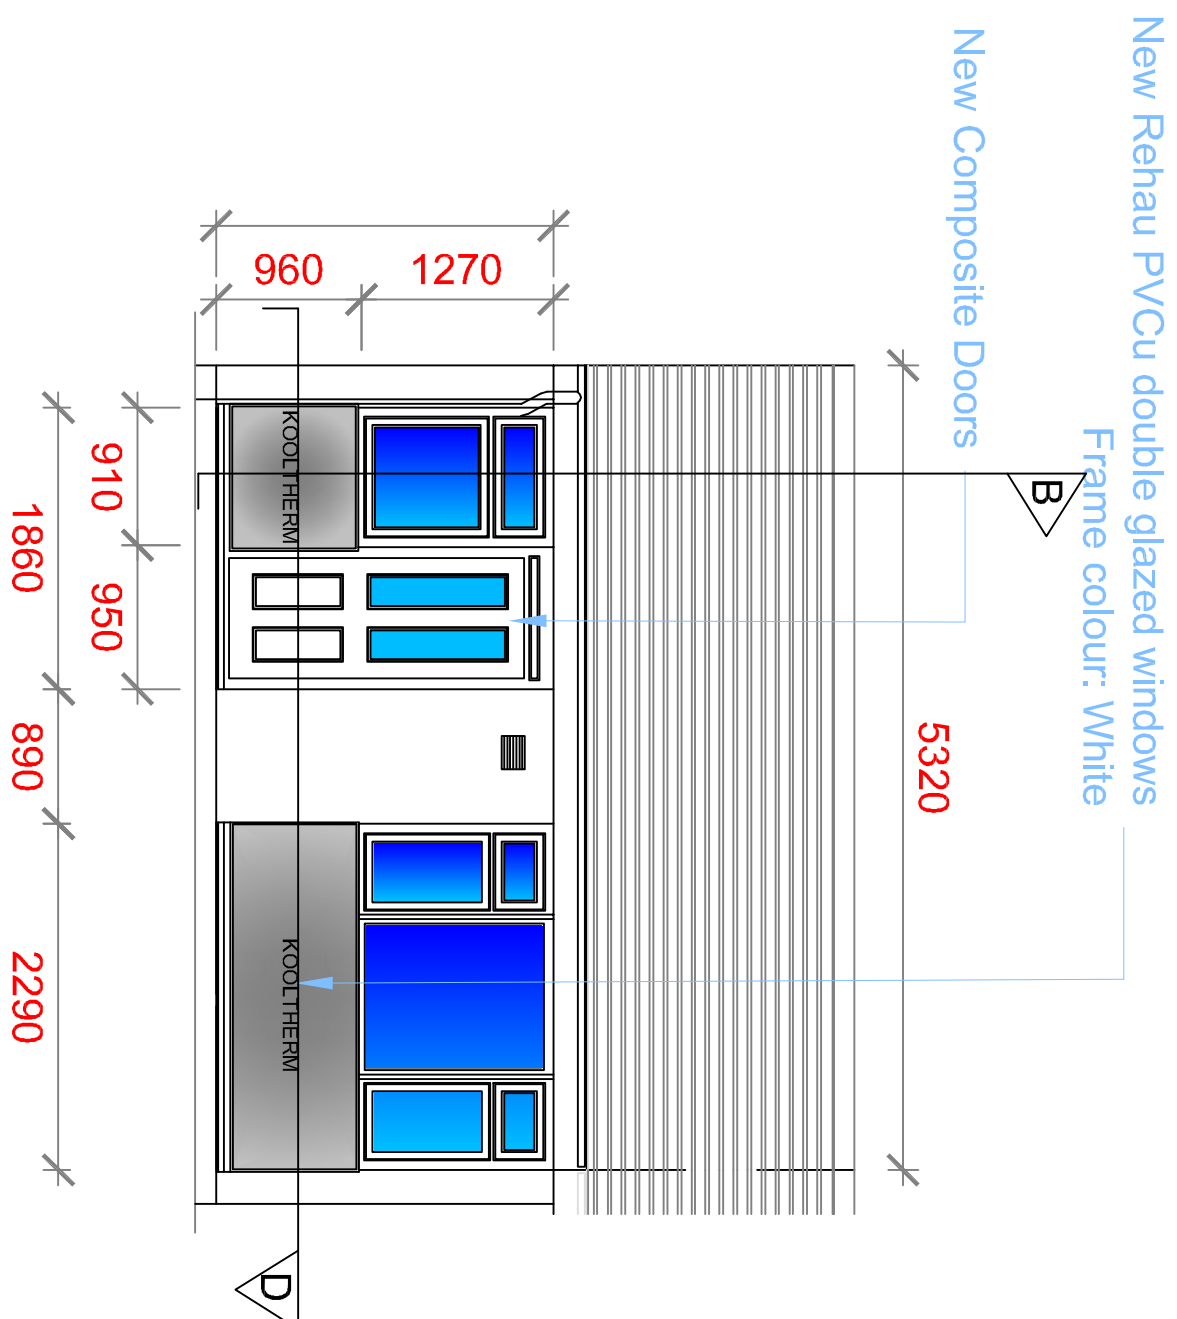 New Rehau PVCu double glazed windows
Frame colour: White
New Composite Doors
B
5320
1270
960
KOOLTHERM
KOOLTHERM
D
910
950
1860
890
2290